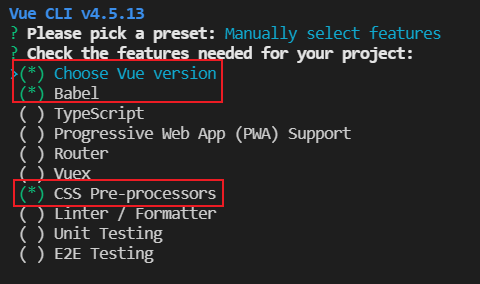 Vue CLI v4.5.13
? Please pick a preset: Manually select features
? Check the features needed for your project:
>(*) Choose Vue version
(*) Babel
( ) TypeScript
( ) Progressive Web App (PWA) Support
( ) Router
( ) Vuex
(*) CSS Pre-processors
( ) Linter / Formatter
( ) Unit Testing
( ) E2E Testing